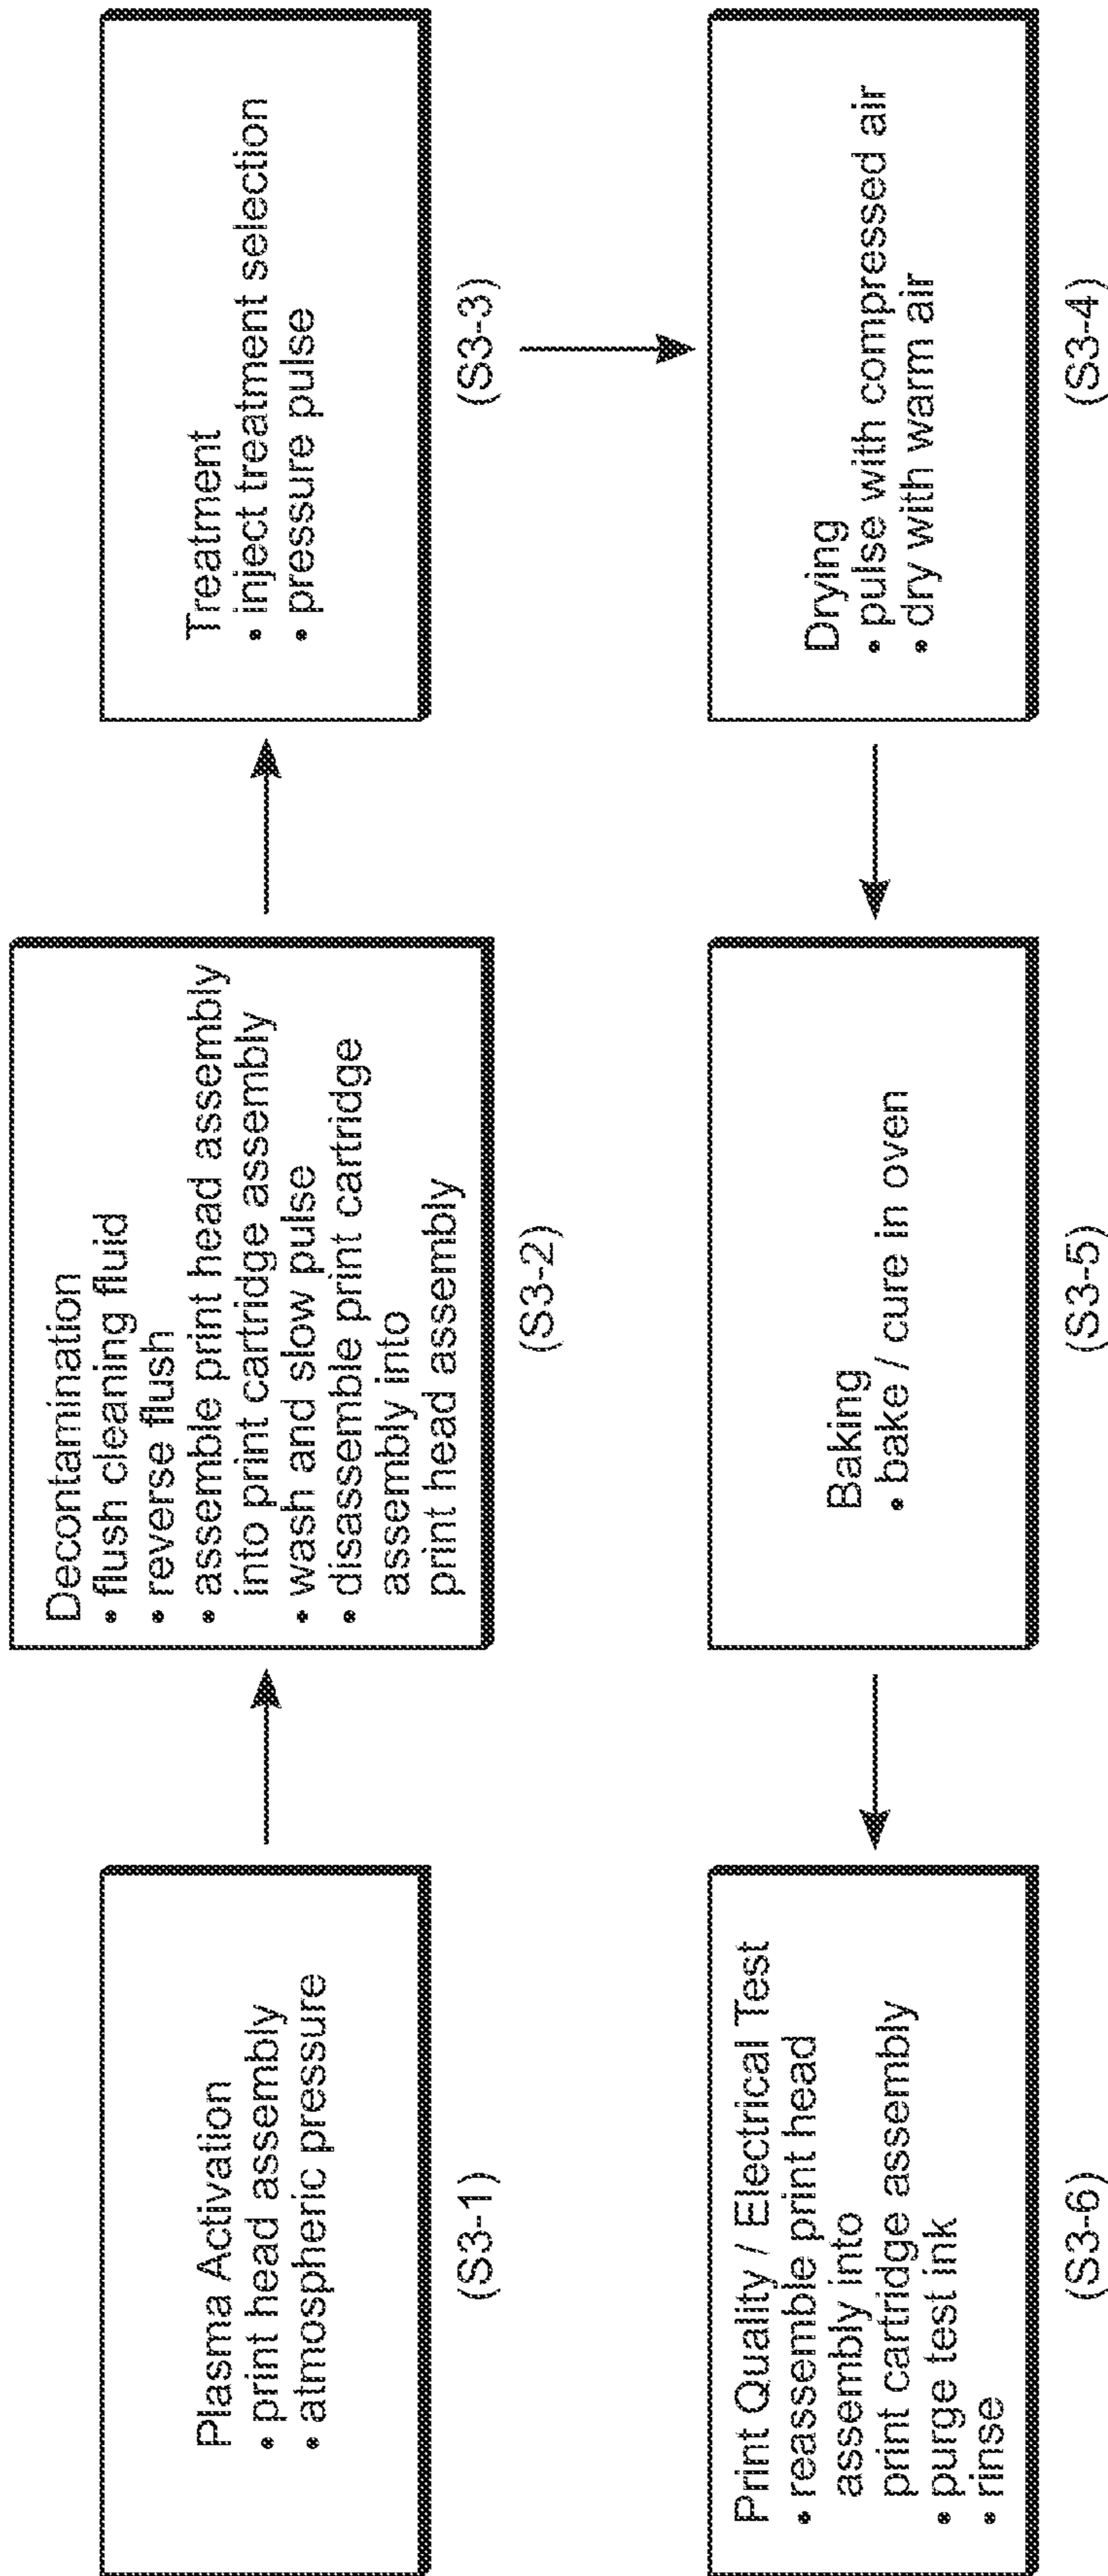 Plasma Activation
• print head assembly
• atmospheric pressure
(S3-1)
Decontamination
• flush cleaning fluid
• reverse flush
• assemble print head assembly
into print cartridge assembly
• wash and slow pulse
• disassemble print cartridge
assembly into
print head assembly
(S3-2)
Treatment
• inject treatment selection
• pressure pulse
(S3-3)
Drying
• pulse with compressed air
• dry with warm air
(S3-4)
Baking
• bake / cure in oven
(S3-5)
Print Quality / Electrical Test
• reassemble print head
assembly into
print cartridge assembly
• purge test ink
• rinse
(S3-6)